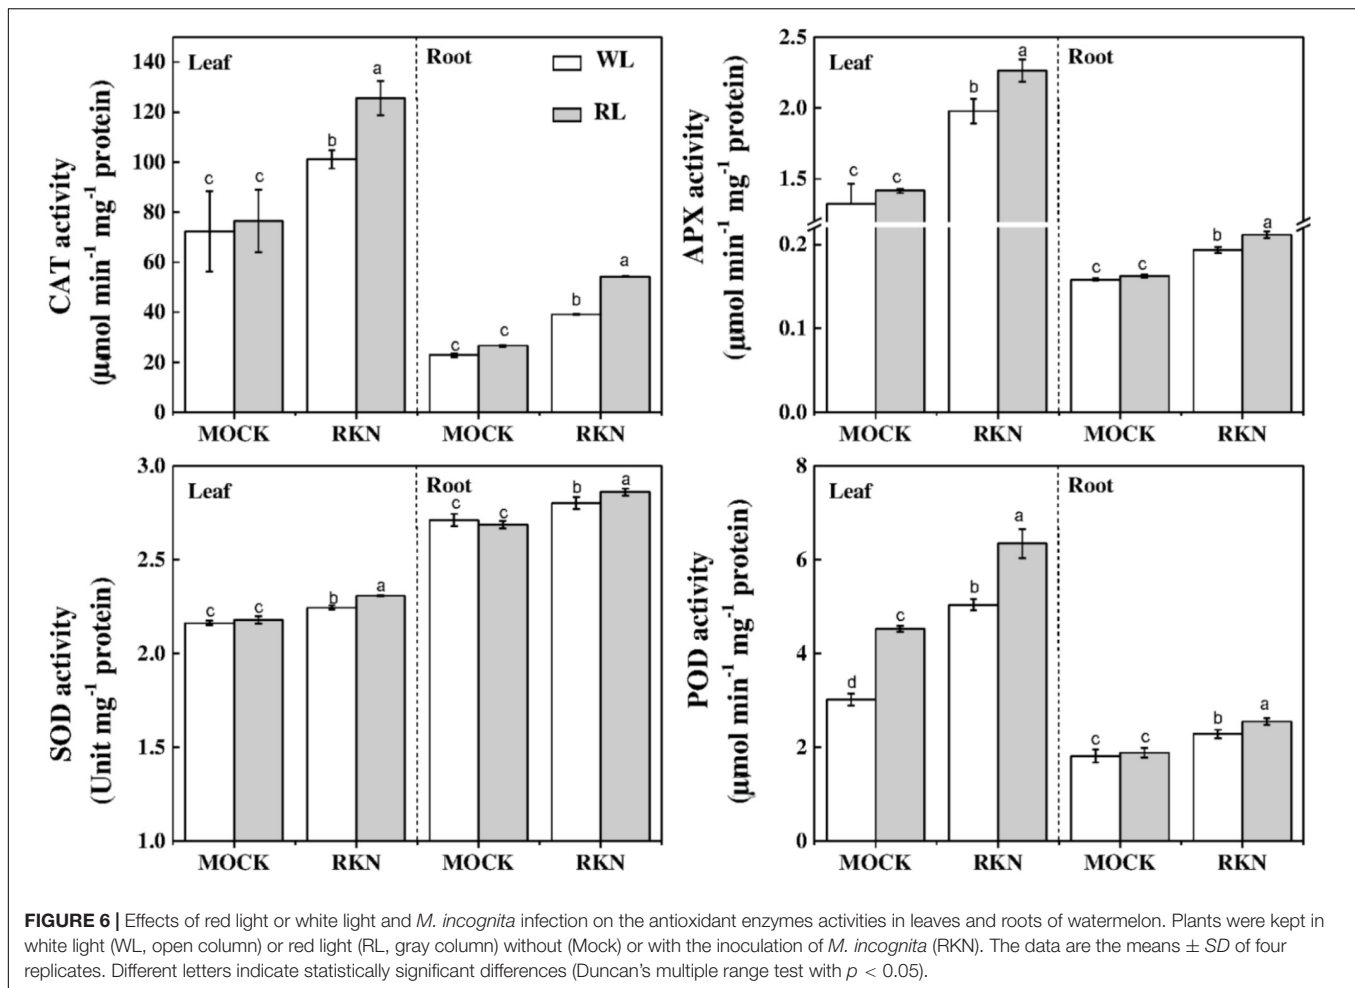 Leaf
Root
WL
RL
CAT activity
(µmol min⁻¹ mg⁻¹ protein)
140
120
100
80
60
40
20
0
c
c
b
a
c
c
b
a
MOCK
RKN
MOCK
RKN
Leaf
Root
APX activity
(µmol min⁻¹ mg⁻¹ protein)
2.5
2.0
1.5
0.2
0.1
0.0
c
c
b
a
c
c
b
a
MOCK
RKN
MOCK
RKN
Leaf
Root
SOD activity
(Unit mg⁻¹ protein)
3.0
2.5
2.0
1.5
1.0
c
c
b
a
c
c
b
a
MOCK
RKN
MOCK
RKN
Leaf
Root
POD activity
(µmol min⁻¹ mg⁻¹ protein)
8
6
4
2
0
d
c
b
a
c
c
b
a
MOCK
RKN
MOCK
RKN
FIGURE 6 | Effects of red light or white light and M. incognita infection on the antioxidant enzymes activities in leaves and roots of watermelon. Plants were kept in
white light (WL, open column) or red light (RL, gray column) without (Mock) or with the inoculation of M. incognita (RKN). The data are the means ± SD of four
replicates. Different letters indicate statistically significant differences (Duncan's multiple range test with p < 0.05).